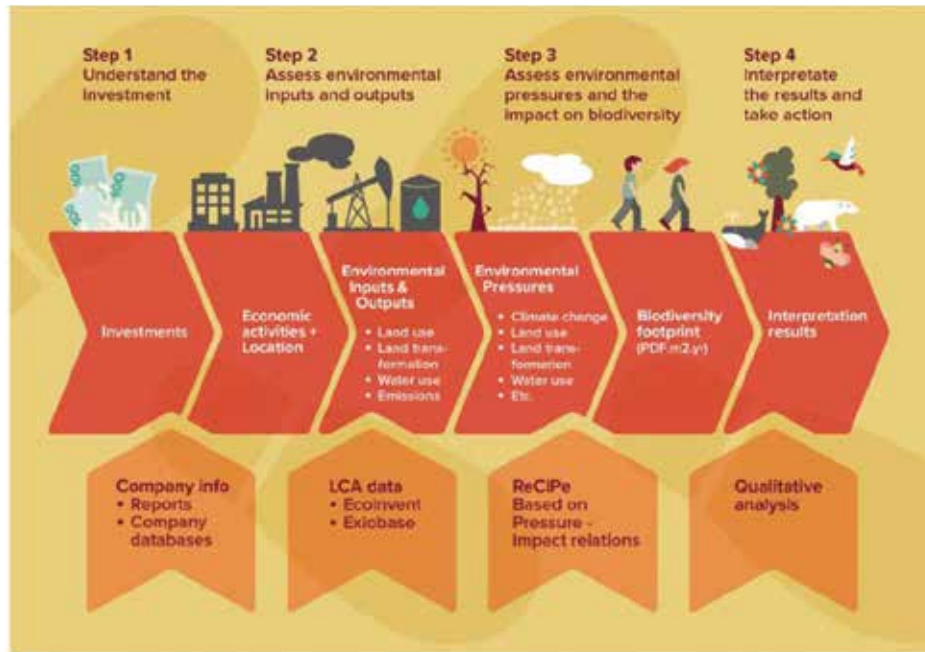 Step 1
Understand the
investment
Step 2
Assess environmental
inputs and outputs
Step 3
Assess environmental
pressures and the
impact on biodiversity
Step 4
Interpretate
the results and
take action
Investments
Economic
activities +
Location
Environmental
Inputs &
Outputs
• Land use
• Land trans-
formation
• Water use
• Emissions
Environmental
Pressures
• Climate change
• Land use
• Land trans-
formation
• Water use
• Etc.
Biodiversity
footprint
(PDF.m2.yr)
Interpretation
results
Company info
• Reports
• Company
databases
LCA data
• Ecoinvent
• Exiobase
ReCiPe
Based on
Pressure -
Impact relations
Qualitative
analysis
100
100